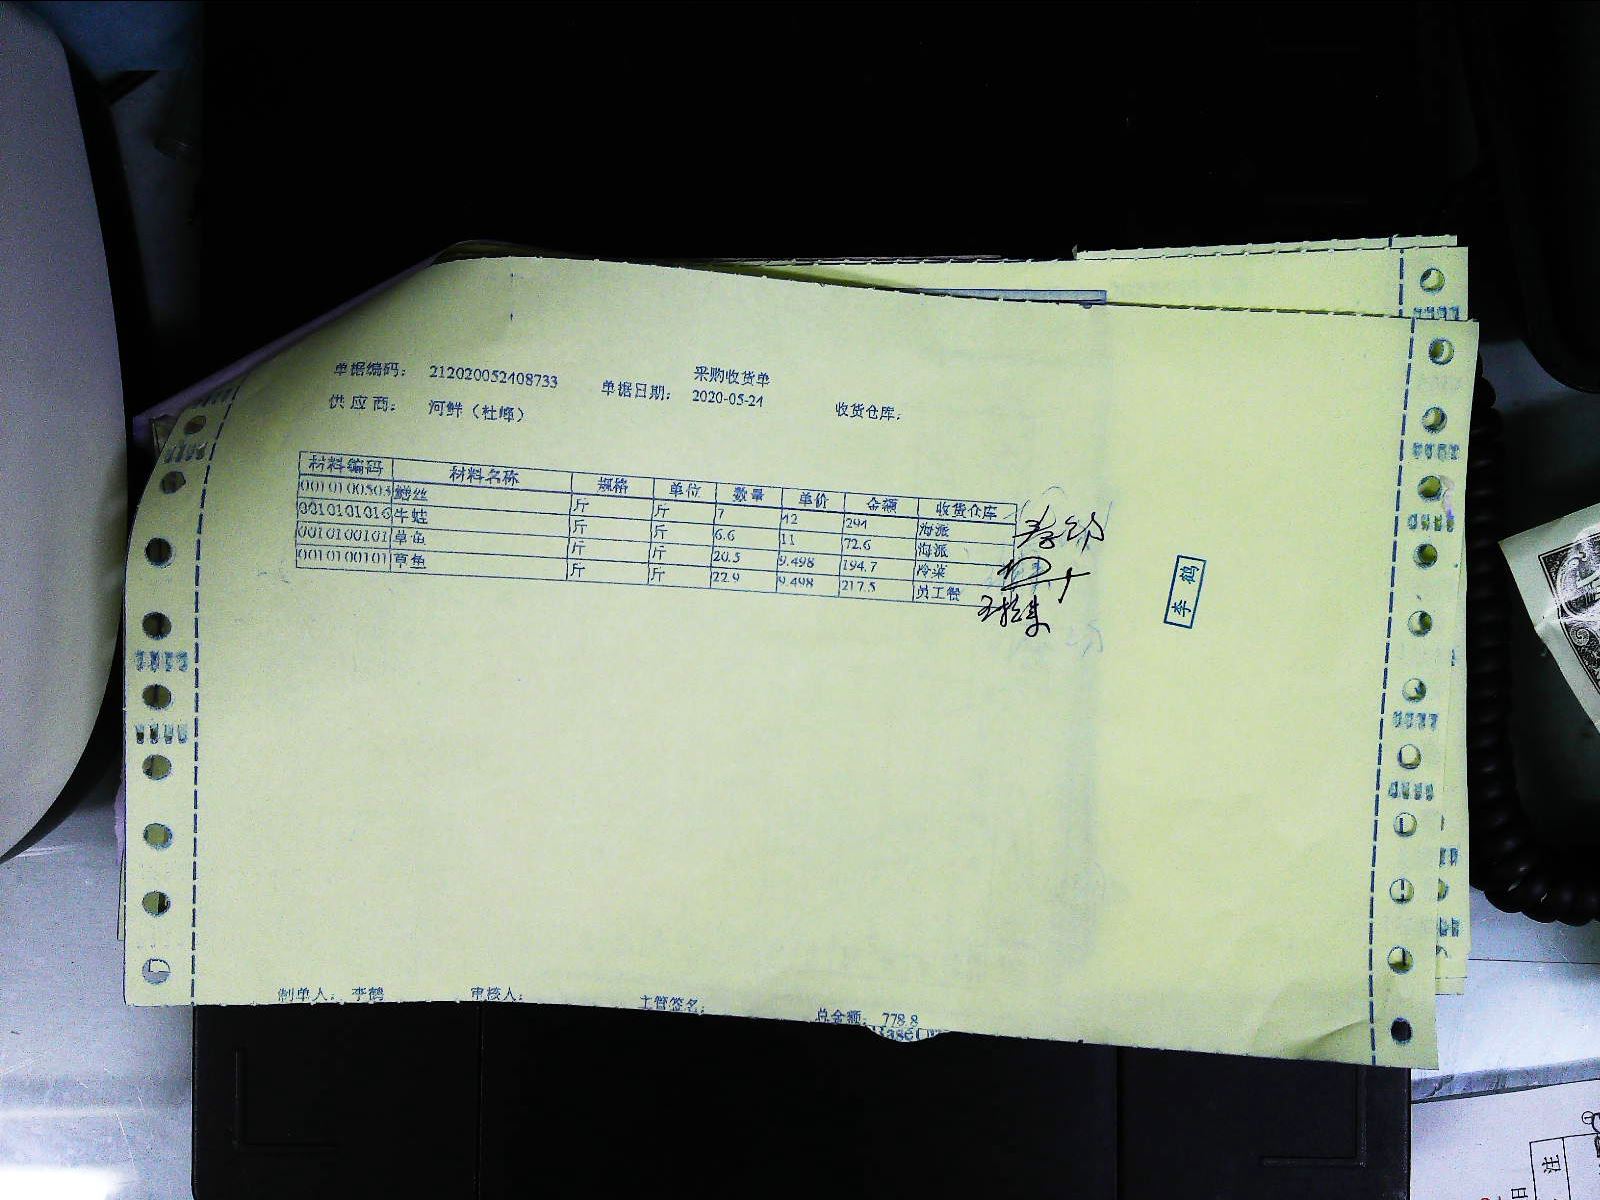 采购收货单
单据编码： 212020052408733 单据日期： 2020-05-24 收货仓库：
供应商： 河鲜（杜峰）
材料编码 材料名称 规格 单位 数量 单价 金额 收货仓库
0010100503 鳝丝 斤 斤 7 42 294 海派
0010101016 牛蛙 斤 斤 6.6 11 72.6 海派
0010100101 草鱼 斤 斤 20.5 9.498 194.7 冷菜
0010100101 草鱼 斤 斤 22.9 9.498 217.5 员工餐
李鹤
制单人： 李鹤 审核人： 主管签名： 总金额： 778.8
注
日